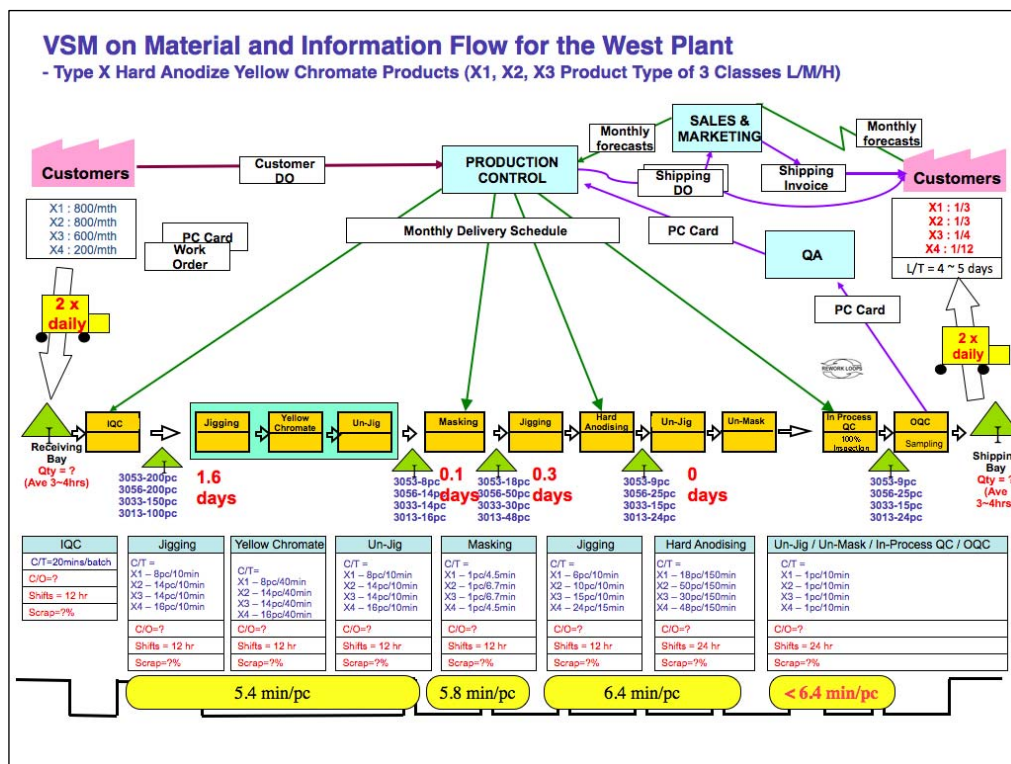 VSM on Material and Information Flow for the West Plant
- Type X Hard Anodize Yellow Chromate Products (X1, X2, X3 Product Type of 3 Classes L/M/H)
Customers
Customer
DO
PRODUCTION
CONTROL
Monthly
forecasts
SALES &
MARKETING
Monthly
forecasts
Shipping
DO
Shipping
Invoice
Customers
X1 : 800/mth
X2 : 800/mth
X3 : 600/mth
X4 : 200/mth
PC Card
Work
Order
Monthly Delivery Schedule
PC Card
QA
PC Card
X1 : 1/3
X2 : 1/3
X3 : 1/4
X4 : 1/12
L/T = 4 ~ 5 days
2 x
daily
2 x
daily
REWORK LOOPS
I
Receiving
Bay
Qty = ?
(Ave 3~4hrs)
IQC
Jigging
Yellow
Chromate
Un-Jig
Masking
Jigging
Hard
Anodising
Un-Jig
Un-Mask
In Process
QC
100%
Inspection
OQC
Sampling
I
Shipping
Bay
Qty = ?
(Ave
3~4hrs)
I
3053-200pc
3056-200pc
3033-150pc
3013-100pc
1.6
days
I
3053-8pc
3056-14pc
3033-14pc
3013-16pc
0.1
days
I
3053-18pc
3056-50pc
3033-30pc
3013-48pc
0.3
days
I
3053-9pc
3056-25pc
3033-15pc
3013-24pc
0
days
I
3053-9pc
3056-25pc
3033-15pc
3013-24pc
IQC
C/T=20mins/batch
C/O=?
Shifts = 12 hr
Scrap=?%
Jigging
C/T =
X1 – 8pc/10min
X2 – 14pc/10min
X3 – 14pc/10min
X4 – 16pc/10min
C/O=?
Shifts = 12 hr
Scrap=?%
Yellow Chromate
C/T=
X1 – 8pc/40min
X2 – 14pc/40min
X3 – 14pc/40min
X4 – 16pc/40min
C/O=?
Shifts = 12 hr
Scrap=?%
Un-Jig
C/T =
X1 – 8pc/10min
X2 – 14pc/10min
X3 – 14pc/10min
X4 – 16pc/10min
C/O=?
Shifts = 12 hr
Scrap=?%
Masking
C/T =
X1 – 1pc/4.5min
X2 – 1pc/6.7min
X3 – 1pc/6.7min
X4 – 1pc/4.5min
C/O=?
Shifts = 12 hr
Scrap=?%
Jigging
C/T =
X1 – 6pc/10min
X2 – 10pc/10min
X3 – 15pc/10min
X4 – 24pc/15min
C/O=?
Shifts = 12 hr
Scrap=?%
Hard Anodising
C/T =
X1 – 18pc/150min
X2 – 50pc/150min
X3 – 30pc/150min
X4 – 48pc/150min
C/O=?
Shifts = 24 hr
Scrap=?%
Un-Jig / Un-Mask / In-Process QC / OQC
C/T =
X1 – 1pc/10min
X2 – 1pc/10min
X3 – 1pc/10min
X4 – 1pc/10min
C/O=?
Shifts = 24 hr
Scrap=?%
5.4 min/pc
5.8 min/pc
6.4 min/pc
< 6.4 min/pc